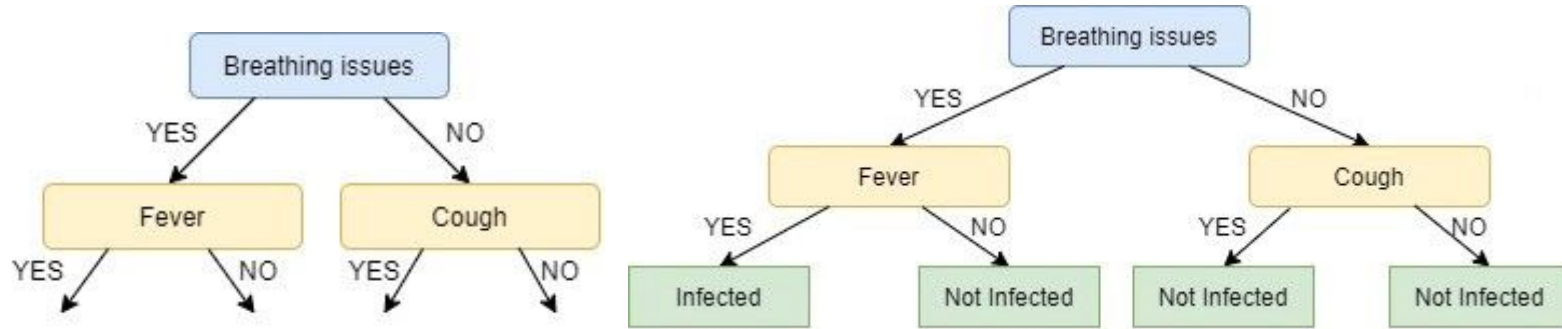 Breathing issues
YES
NO
Fever
Cough
YES
NO
YES
NO
Breathing issues
YES
NO
Fever
Cough
YES
NO
YES
NO
Infected
Not Infected
Not Infected
Not Infected